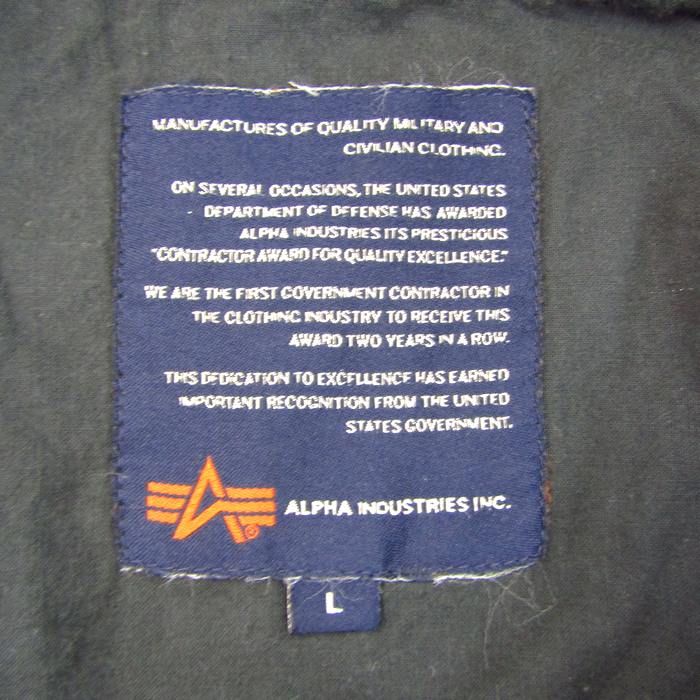 MANUFACTURES OF QUALITY MILITARY AND
CIVILIAN CLOTHING.
ON SEVERAL OCCASIONS, THE UNITED STATES
DEPARTMENT OF DEFENSE HAS AWARDED
ALPHA INDUSTRIES ITS PRESTIGIOUS
"CONTRACTOR AWARD FOR QUALITY EXCELLENCE."
WE ARE THE FIRST GOVERNMENT CONTRACTOR IN
THE CLOTHING INDUSTRY TO RECEIVE THIS
AWARD TWO YEARS IN A ROW.
THIS DEDICATION TO EXCELLENCE HAS EARNED
IMPORTANT RECOGNITION FROM THE UNITED
STATES GOVERNMENT.
® ALPHA INDUSTRIES INC.
L